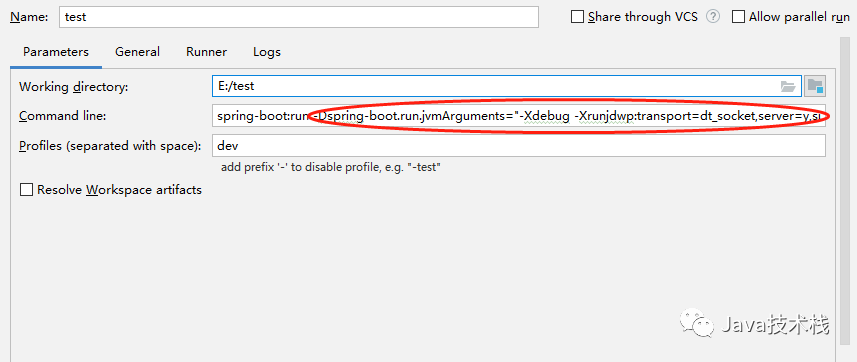 Name: test Share through VCS ? Allow parallel run
Parameters General Runner Logs
Working directory: E:/test
Command line: spring-boot:run -Dspring-boot.run.jvmArguments="-Xdebug -Xrunjdwp:transport=dt_socket,server=y,su
Profiles (separated with space): dev
add prefix '-' to disable profile, e.g. "-test"
Resolve Workspace artifacts
Java技术栈